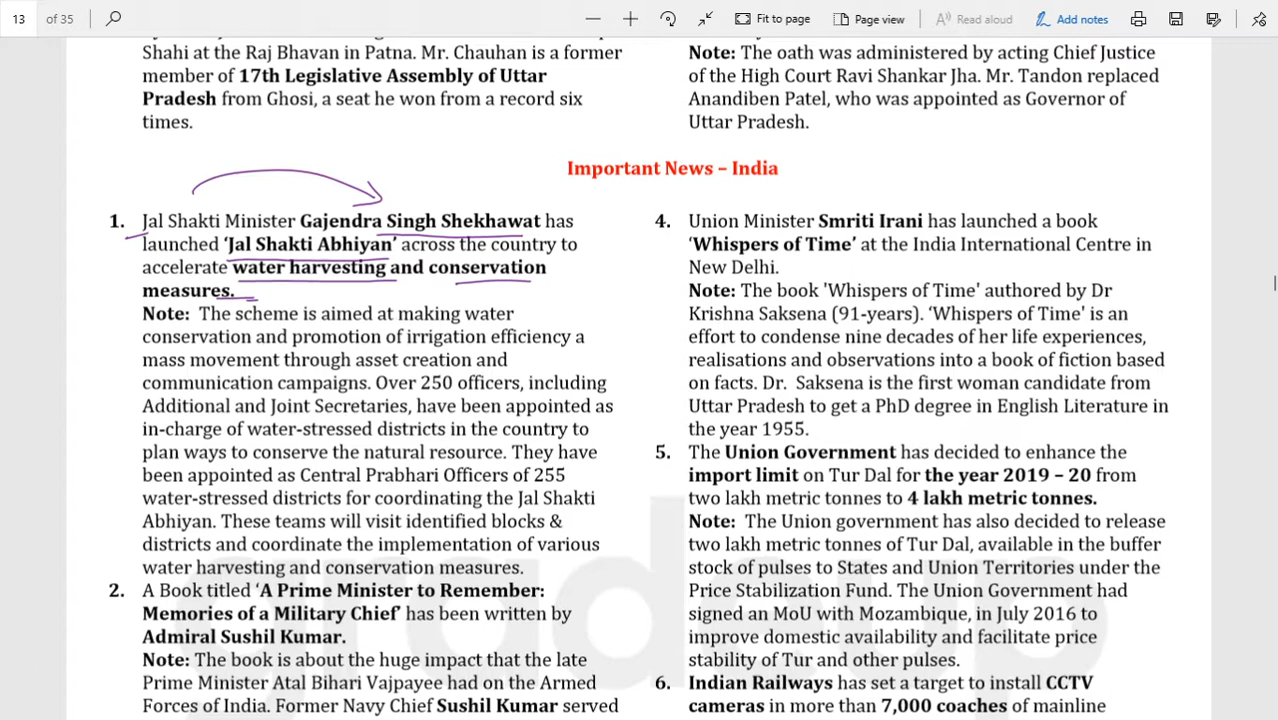 13 of 35
Fit to page
Page view
Read aloud
Add notes
Shahi at the Raj Bhavan in Patna. Mr. Chauhan is a former
member of 17th Legislative Assembly of Uttar
Pradesh from Ghosi, a seat he won from a record six
times.
Note: The oath was administered by acting Chief Justice
of the High Court Ravi Shankar Jha. Mr. Tandon replaced
Anandiben Patel, who was appointed as Governor of
Uttar Pradesh.
Important News – India
1. Jal Shakti Minister Gajendra Singh Shekhawat has
launched ‘Jal Shakti Abhiyan’ across the country to
accelerate water harvesting and conservation
measures.
Note: The scheme is aimed at making water
conservation and promotion of irrigation efficiency a
mass movement through asset creation and
communication campaigns. Over 250 officers, including
Additional and Joint Secretaries, have been appointed as
in-charge of water-stressed districts in the country to
plan ways to conserve the natural resource. They have
been appointed as Central Prabhari Officers of 255
water-stressed districts for coordinating the Jal Shakti
Abhiyan. These teams will visit identified blocks &
districts and coordinate the implementation of various
water harvesting and conservation measures.
2. A Book titled ‘A Prime Minister to Remember:
Memories of a Military Chief’ has been written by
Admiral Sushil Kumar.
Note: The book is about the huge impact that the late
Prime Minister Atal Bihari Vajpayee had on the Armed
Forces of India. Former Navy Chief Sushil Kumar served
4. Union Minister Smriti Irani has launched a book
‘Whispers of Time’ at the India International Centre in
New Delhi.
Note: The book 'Whispers of Time' authored by Dr
Krishna Saksena (91-years). ‘Whispers of Time’ is an
effort to condense nine decades of her life experiences,
realisations and observations into a book of fiction based
on facts. Dr. Saksena is the first woman candidate from
Uttar Pradesh to get a PhD degree in English Literature in
the year 1955.
5. The Union Government has decided to enhance the
import limit on Tur Dal for the year 2019 – 20 from
two lakh metric tonnes to 4 lakh metric tonnes.
Note: The Union government has also decided to release
two lakh metric tonnes of Tur Dal, available in the buffer
stock of pulses to States and Union Territories under the
Price Stabilization Fund. The Union Government had
signed an MoU with Mozambique, in July 2016 to
improve domestic availability and facilitate price
stability of Tur and other pulses.
6. Indian Railways has set a target to install CCTV
cameras in more than 7,000 coaches of mainline
gradeup